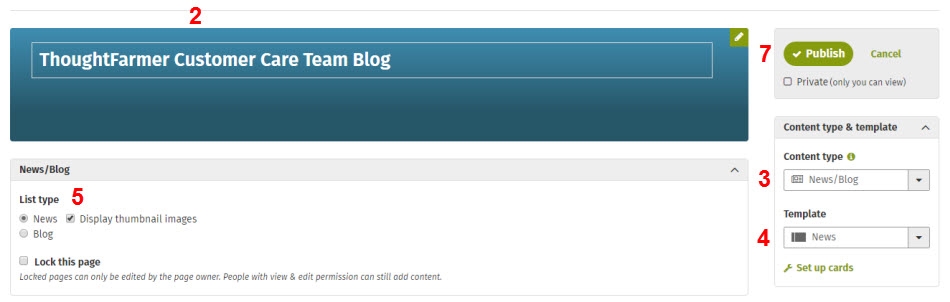 2
ThoughtFarmer Customer Care Team Blog
7
Publish
Cancel
Private (only you can view)
Content type & template
Content type
3
News/Blog
Template
4
News
Set up cards
News/Blog
List type
5
News
Display thumbnail images
Blog
Lock this page
Locked pages can only be edited by the page owner. People with view & edit permission can still add content.